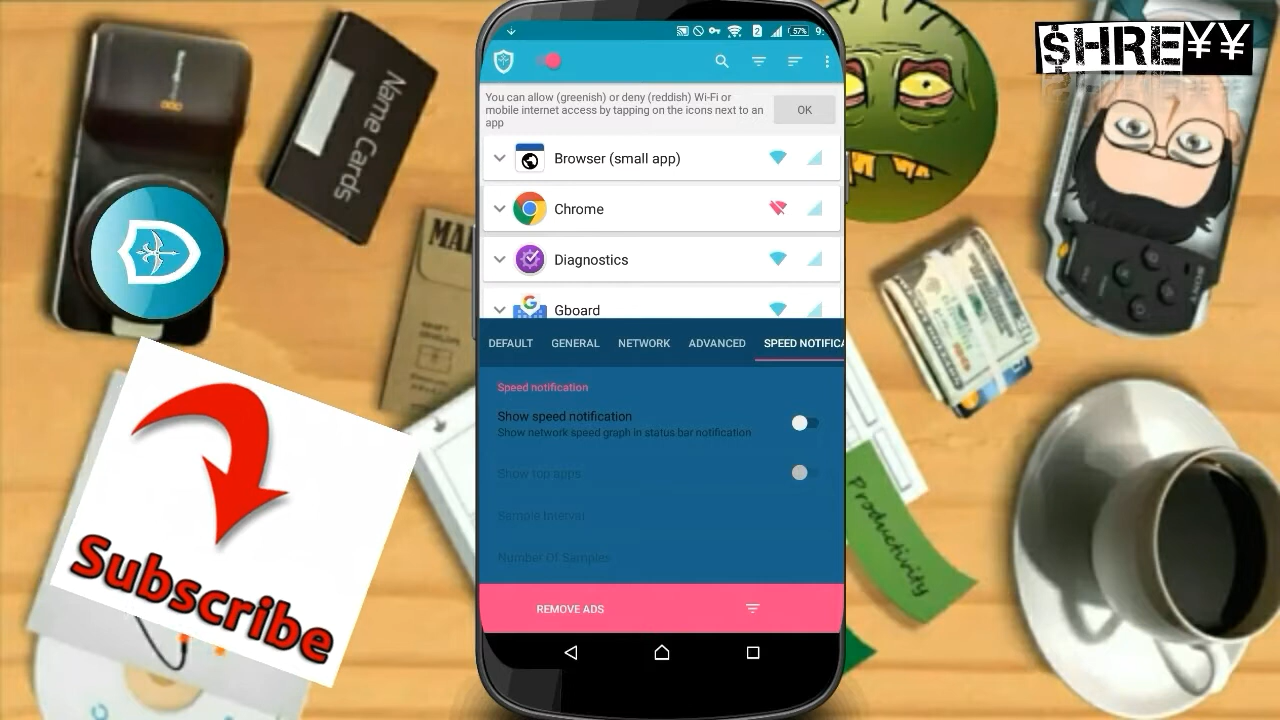 $HRE¥¥
Name Cards
57%
9:
You can allow (greenish) or deny (reddish) Wi-Fi or
mobile internet access by tapping on the icons next to an
app
OK
Browser (small app)
Chrome
Diagnostics
Gboard
DEFAULT
GENERAL
NETWORK
ADVANCED
SPEED NOTIFICA
Speed notification
Show speed notification
Show network speed graph in status bar notification
Show top apps
Sample Interval
Number Of Samples
REMOVE ADS
Subscribe
Productivity
SONY